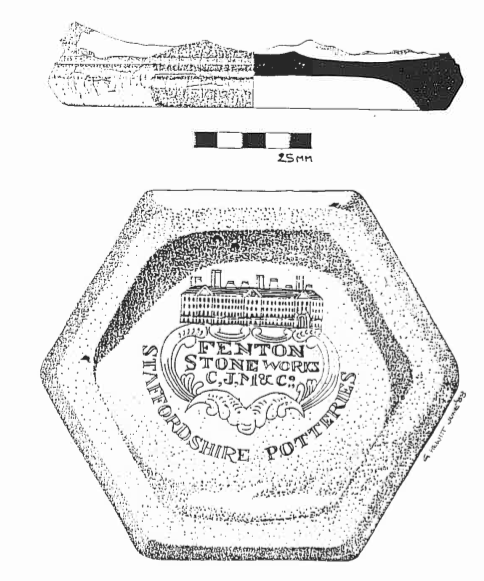 25MM
FENTON
STONE WORKS
C.J.M & Co:
STAFFORDSHIRE POTTERIES